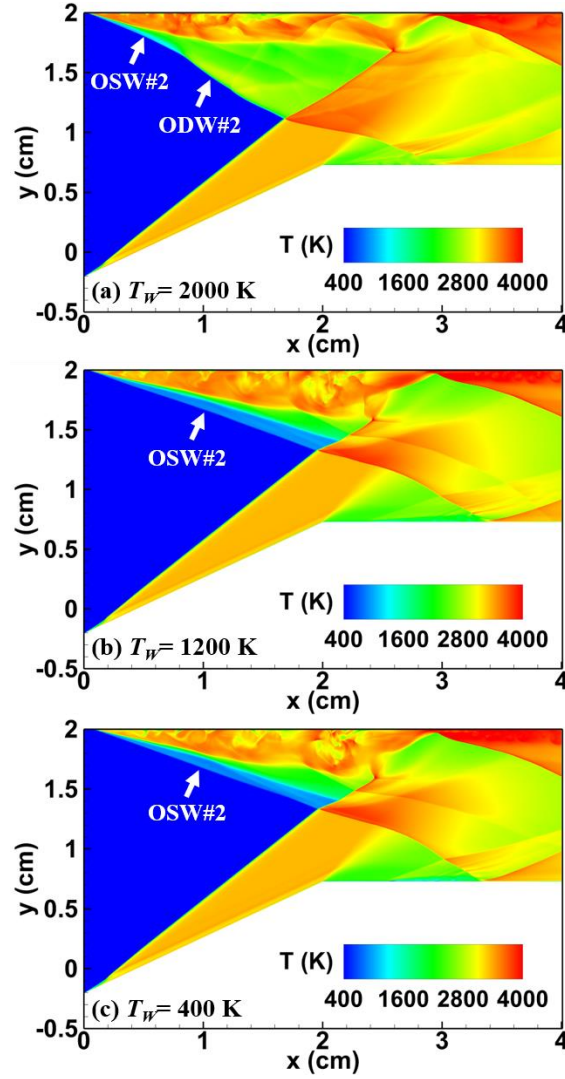 2
OSW#2
1.5
ODW#2
y (cm)
1
0.5
T (K)
0
400 1600 2800 4000
(a) T_W= 2000 K
-0.5
0 1 2 3 4
x (cm)
2
1.5
OSW#2
y (cm)
1
0.5
T (K)
0
400 1600 2800 4000
(b) T_W= 1200 K
-0.5
0 1 2 3 4
x (cm)
2
1.5
OSW#2
y (cm)
1
0.5
T (K)
0
400 1600 2800 4000
(c) T_W= 400 K
-0.5
0 1 2 3 4
x (cm)